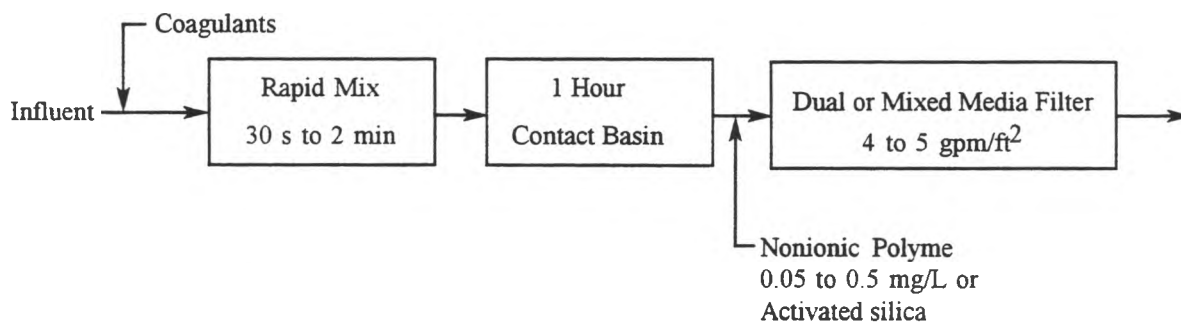 Coagulants
Influent
Rapid Mix
30 s to 2 min
1 Hour
Contact Basin
Dual or Mixed Media Filter
4 to 5 gpm/ft²
Nonionic Polyme
0.05 to 0.5 mg/L or
Activated silica